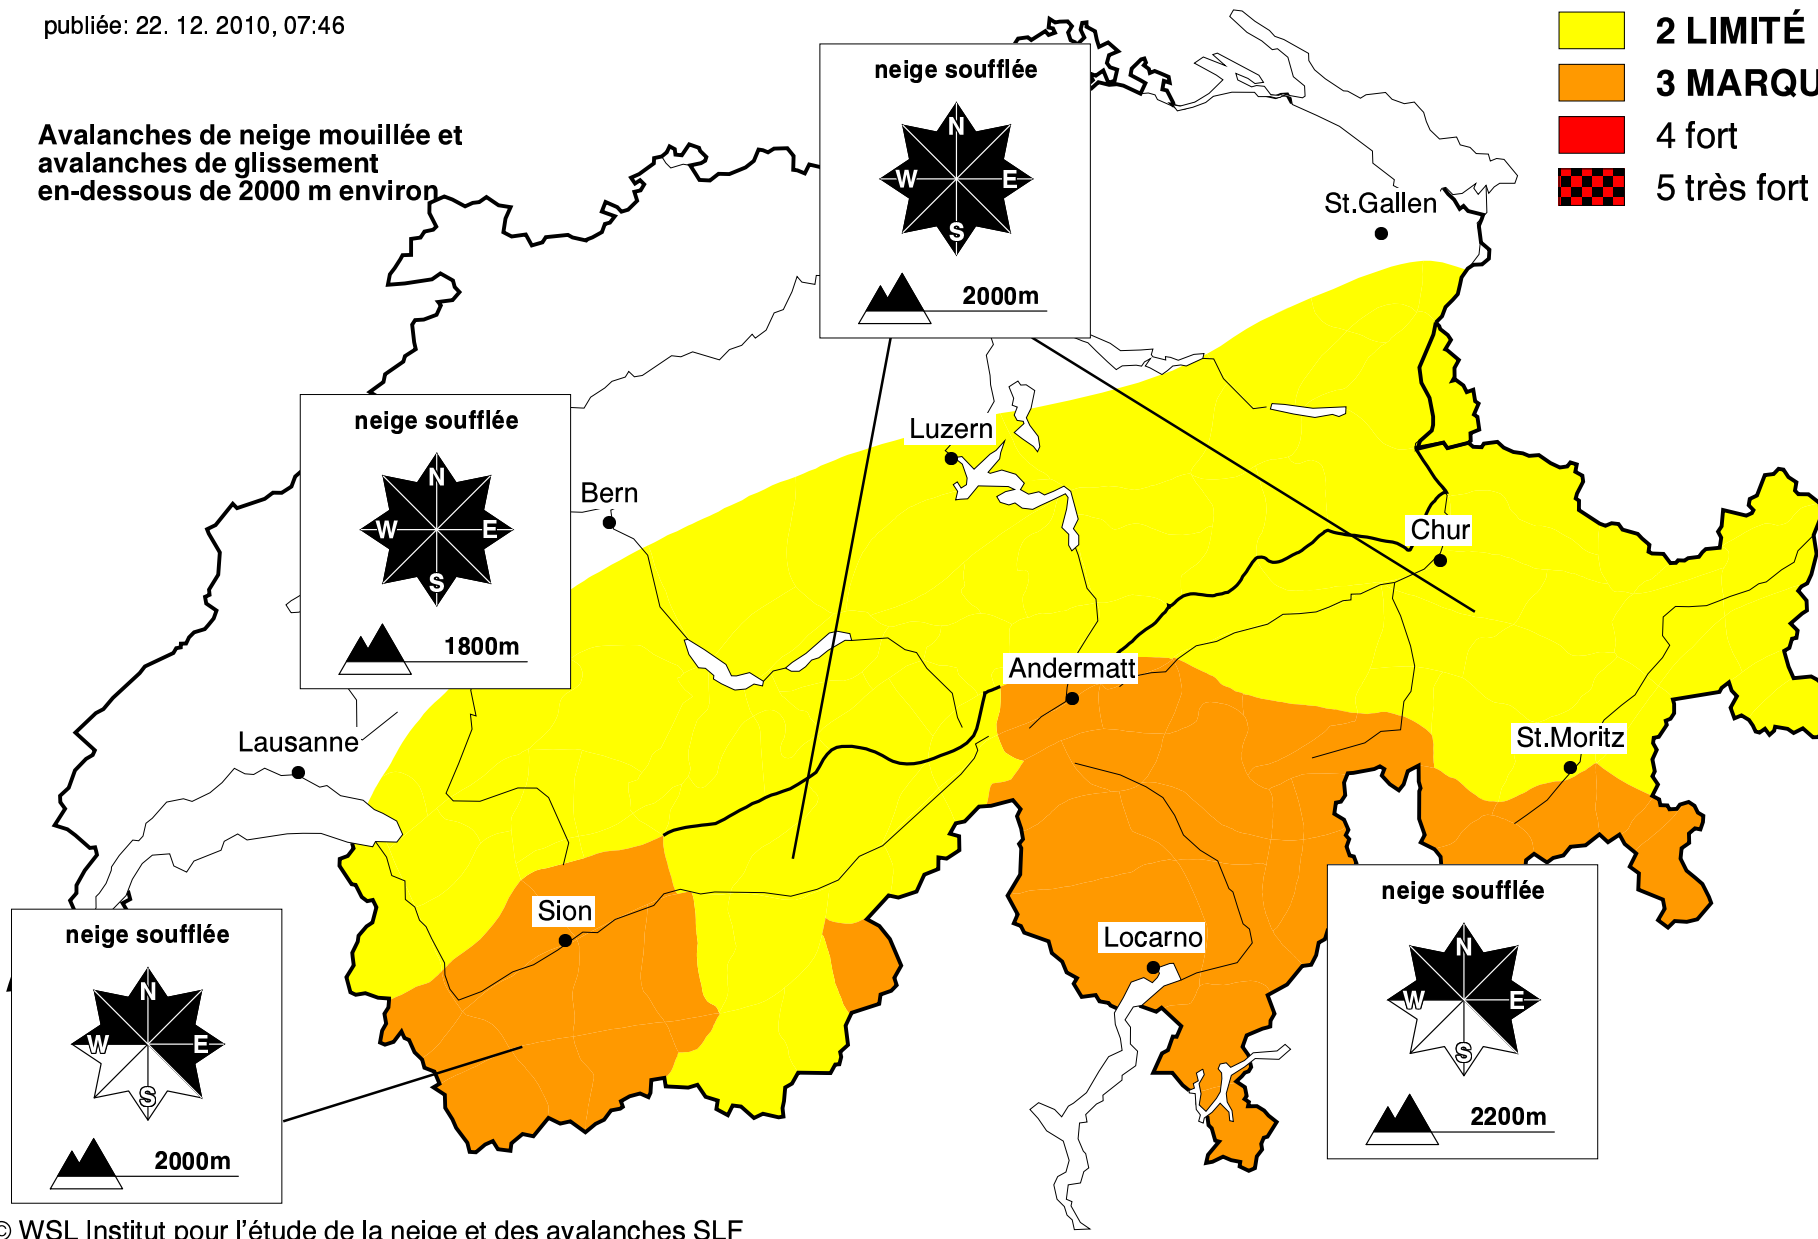 publiée: 22. 12. 2010, 07:46
2 LIMITÉ
3 MARQU
4 fort
5 très fort
Avalanches de neige mouillée et
avalanches de glissement
en-dessous de 2000 m environ
neige soufflée
N
W E
S
2000m
St.Gallen
neige soufflée
N
W E
S
1800m
Luzern
Bern
Chur
Andermatt
Lausanne
St.Moritz
Sion
Locarno
neige soufflée
N
W E
S
2000m
neige soufflée
N
W E
S
2200m
© WSL Institut pour l'étude de la neige et des avalanches SLF